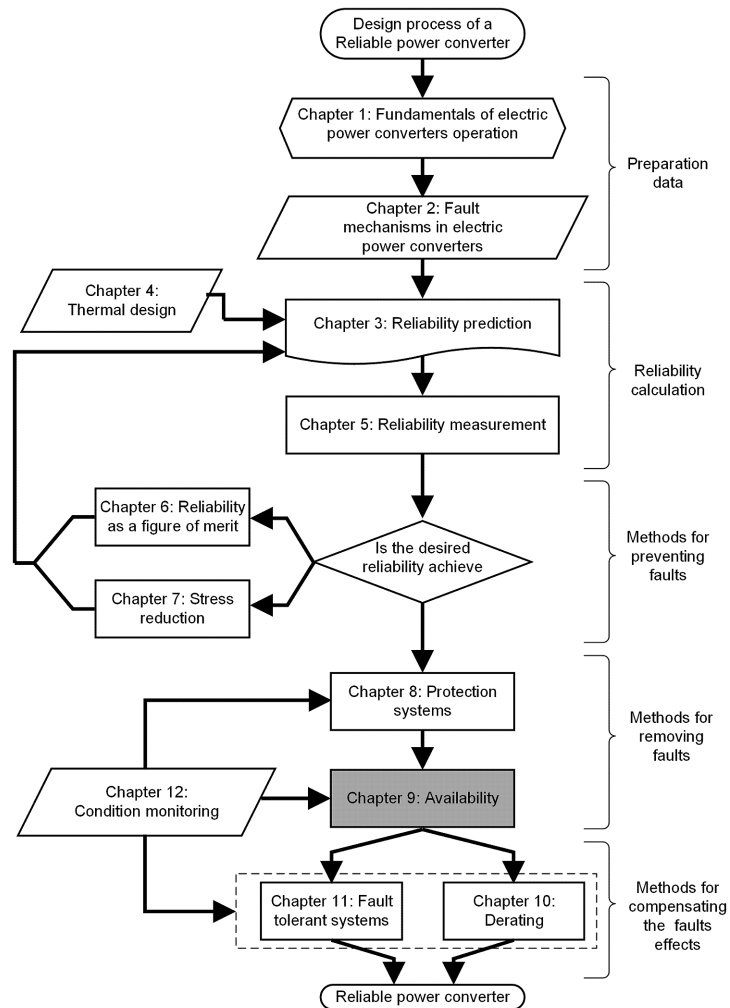 Design process of a
Reliable power converter
Chapter 1: Fundamentals of electric
power converters operation
Preparation
data
Chapter 2: Fault
mechanisms in electric
power converters
Chapter 4:
Thermal design
Chapter 3: Reliability prediction
Reliability
calculation
Chapter 5: Reliability measurement
Chapter 6: Reliability
as a figure of merit
Is the desired
reliability achieve
Methods for
preventing
faults
Chapter 7: Stress
reduction
Chapter 8: Protection
systems
Methods for
removing
faults
Chapter 12:
Condition monitoring
Chapter 9: Availability
Chapter 11: Fault
tolerant systems
Chapter 10:
Derating
Methods for
compensating
the faults
effects
Reliable power converter